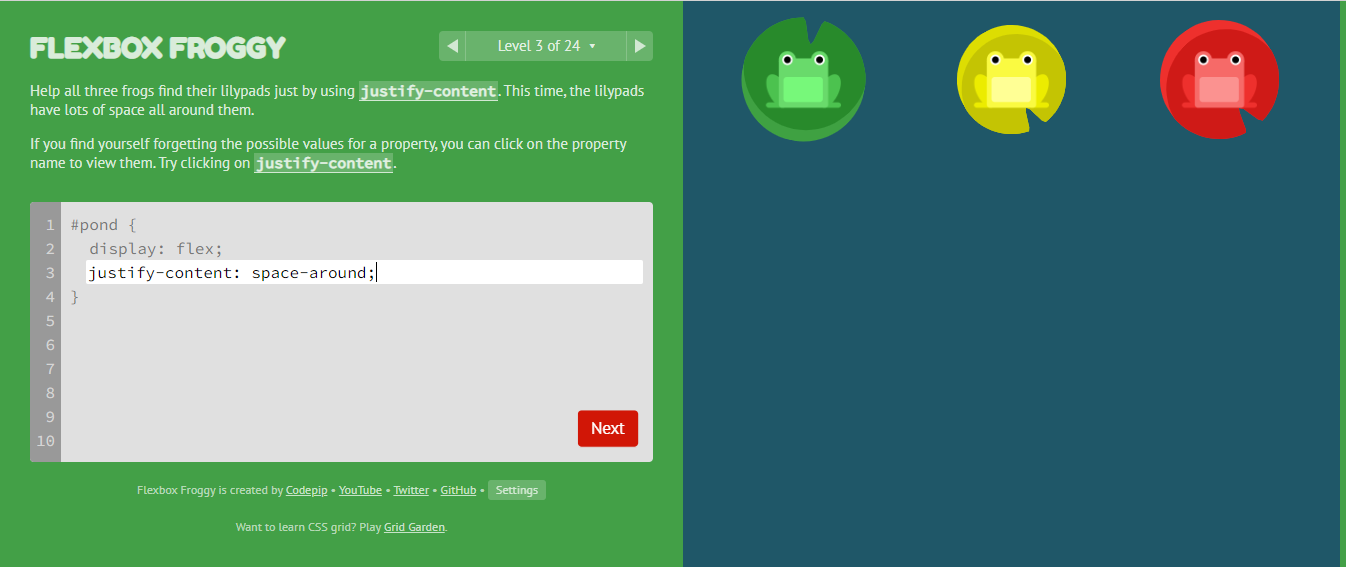 FLEXBOX FROGGY
Level 3 of 24
Help all three frogs find their lilypads just by using justify-content. This time, the lilypads
have lots of space all around them.
If you find yourself forgetting the possible values for a property, you can click on the property
name to view them. Try clicking on justify-content.
1 #pond {
2 display: flex;
3 justify-content: space-around;
4 }
5
6
7
8
9
10
Next
Flexbox Froggy is created by Codepip • YouTube • Twitter • GitHub • Settings
Want to learn CSS grid? Play Grid Garden.